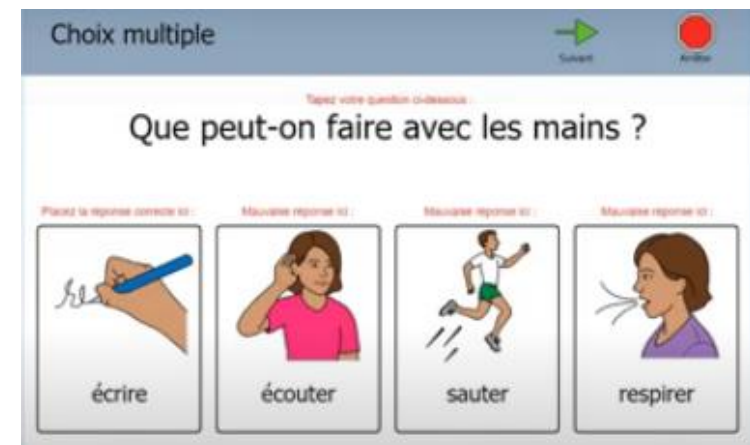 Choix multiple
Suivant
Arrêter
Tapez votre question ci-dessous :
Que peut-on faire avec les mains ?
Placez la réponse correcte ici :
Mauvaise réponse ici :
Mauvaise réponse ici :
Mauvaise réponse ici :
écrire
écouter
sauter
respirer